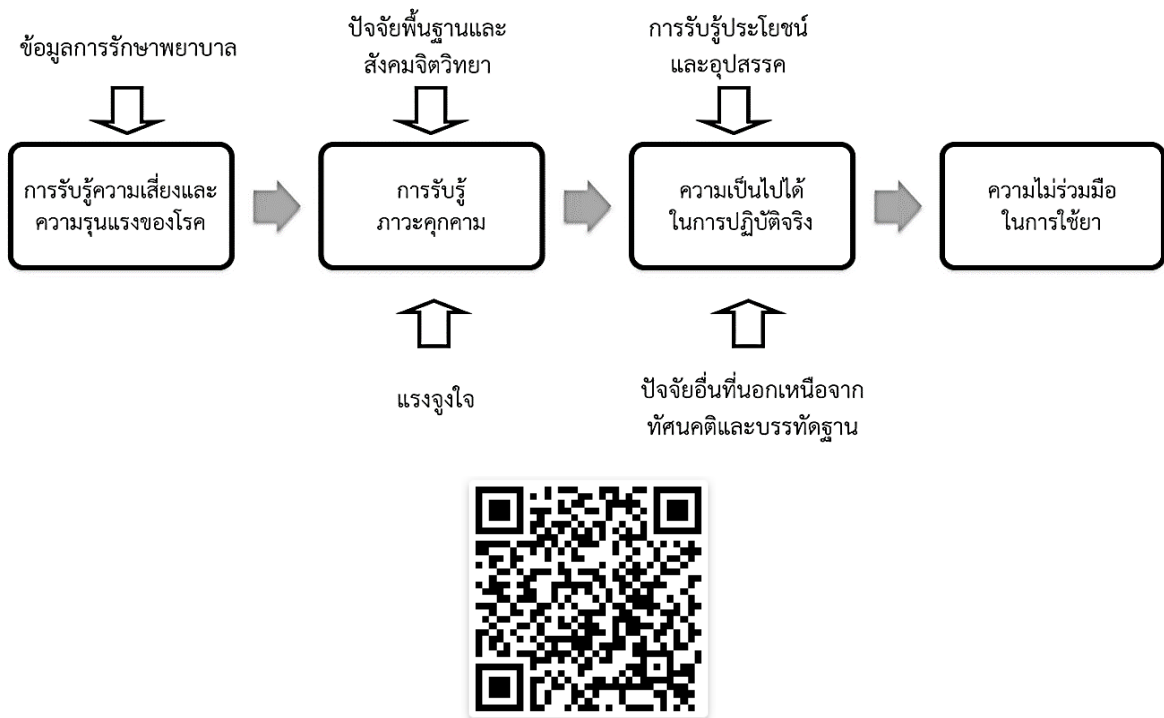 ข้อมูลการรักษาพยาบาล
ปัจจัยพื้นฐานและ
สังคมจิตวิทยา
การรับรู้ประโยชน์
และอุปสรรค
การรับรู้ความเสี่ยงและ
ความรุนแรงของโรค
การรับรู้
ภาวะคุกคาม
ความเป็นไปได้
ในการปฏิบัติจริง
ความไม่ร่วมมือ
ในการใช้ยา
แรงจูงใจ
ปัจจัยอื่นที่นอกเหนือจาก
ทัศนคติและบรรทัดฐาน